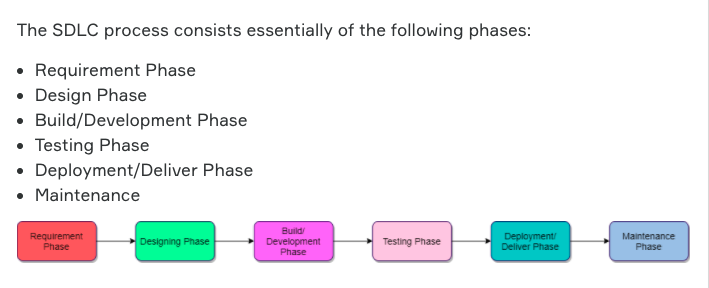 The SDLC process consists essentially of the following phases:
• Requirement Phase
• Design Phase
• Build/Development Phase
• Testing Phase
• Deployment/Deliver Phase
• Maintenance
Requirement
Phase
Designing Phase
Build/
Development
Phase
Testing Phase
Deployment/
Deliver Phase
Maintenance
Phase